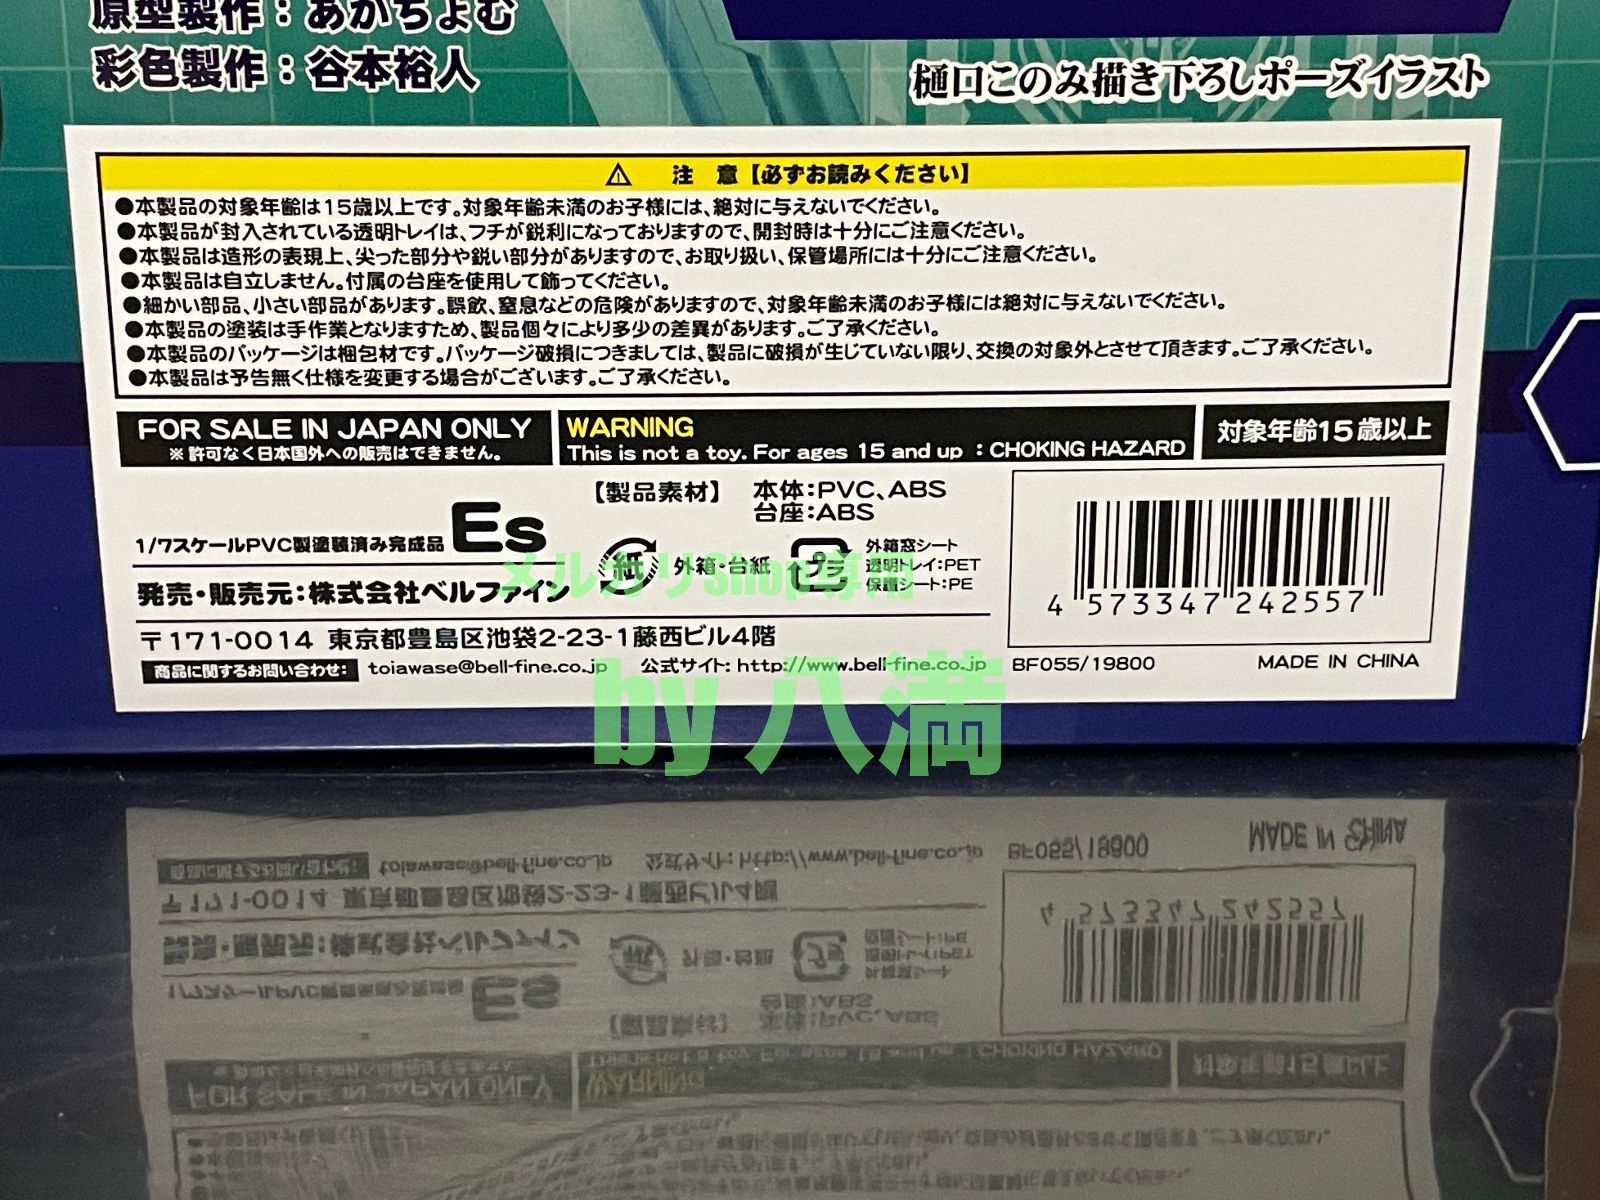 原型製作：あかちょむ
彩色製作：谷本裕人
樋口このみ描き下ろしポーズイラスト
⚠ 注 意【必ずお読みください】
●本製品の対象年齢は15歳以上です。対象年齢未満のお子様には、絶対に与えないでください。
●本製品が封入されている透明トレイは、フチが鋭利になっておりますので、開封時は十分にご注意ください。
●本製品は造形の表現上、尖った部分や鋭い部分がありますので、お取り扱い、保管場所には十分にご注意ください。
●本製品は自立しません。付属の台座を使用して飾ってください。
●細かい部品、小さい部品があります。誤飲、窒息などの危険がありますので、対象年齢未満のお子様には絶対に与えないでください。
●本製品の塗装は手作業となりますため、製品個々により多少の差異があります。ご了承ください。
●本製品のパッケージは梱包材です。パッケージ破損につきましては、製品に破損が生じていない限り、交換の対象外とさせて頂きます。ご了承ください。
●本製品は予告無く仕様を変更する場合がございます。ご了承ください。
FOR SALE IN JAPAN ONLY
※許可なく日本国外への販売はできません。
WARNING
This is not a toy. For ages 15 and up：CHOKING HAZARD
対象年齢15歳以上
【製品素材】 本体：PVC、ABS
台座：ABS
1/7スケールPVC製塗装済み完成品 Es
紙 外箱・台紙
プラ 外箱窓シート
透明トレイ：PET
保護シート：PE
発売・販売元：株式会社ベルファイン
〒171-0014 東京都豊島区池袋2-23-1藤西ビル4階
商品に関するお問い合わせ： toiawase@bell-fine.co.jp 公式サイト：http://www.bell-fine.co.jp
4 573347 242557
BF055/19800 MADE IN CHINA
メルカリShop専用
by 八満